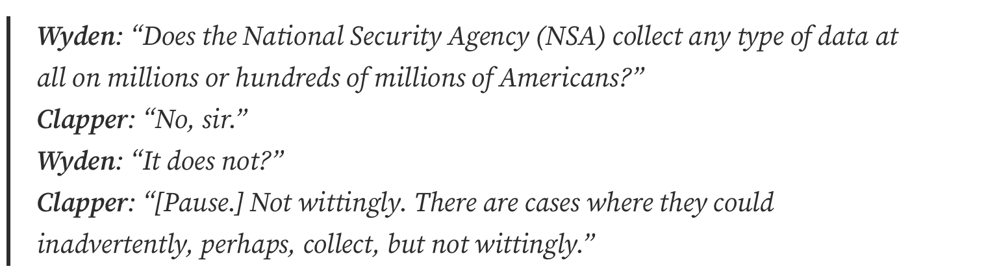 Wyden: “Does the National Security Agency (NSA) collect any type of data at
all on millions or hundreds of millions of Americans?”
Clapper: “No, sir.”
Wyden: “It does not?”
Clapper: “[Pause.] Not wittingly. There are cases where they could
inadvertently, perhaps, collect, but not wittingly.”